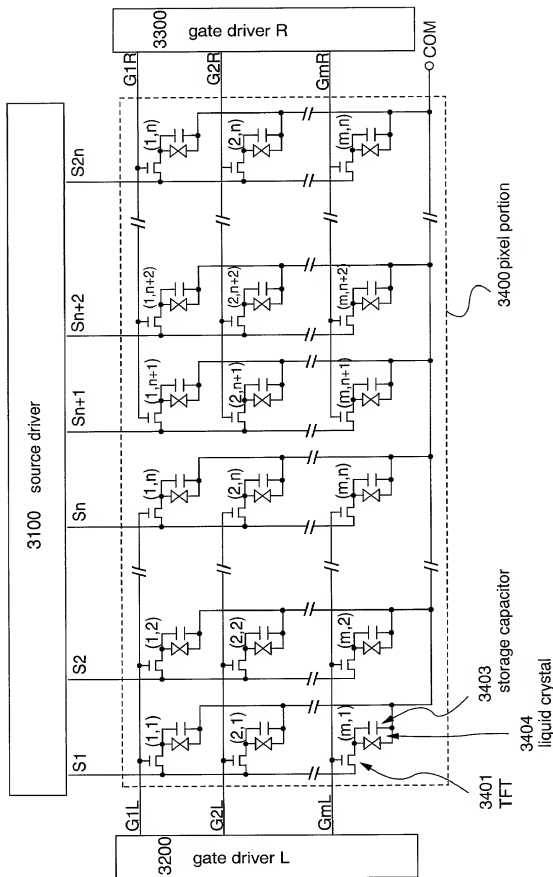 3100 source driver
S1
S2
Sn
Sn+1
Sn+2
S2n
3200
gate driver L
3300
gate driver R
G1L
G1R
(1,1)
(1,2)
(1,n)
(1,n+1)
(1,n+2)
(1,n)
G2L
G2R
(2,1)
(2,2)
(2,n)
(2,n+1)
(2,n+2)
(2,n)
GmL
GmR
(m,1)
(m,2)
(m,n)
(m,n+1)
(m,n+2)
(m,n)
COM
3401
TFT
3404
liquid crystal
3403
storage capacitor
3400 pixel portion